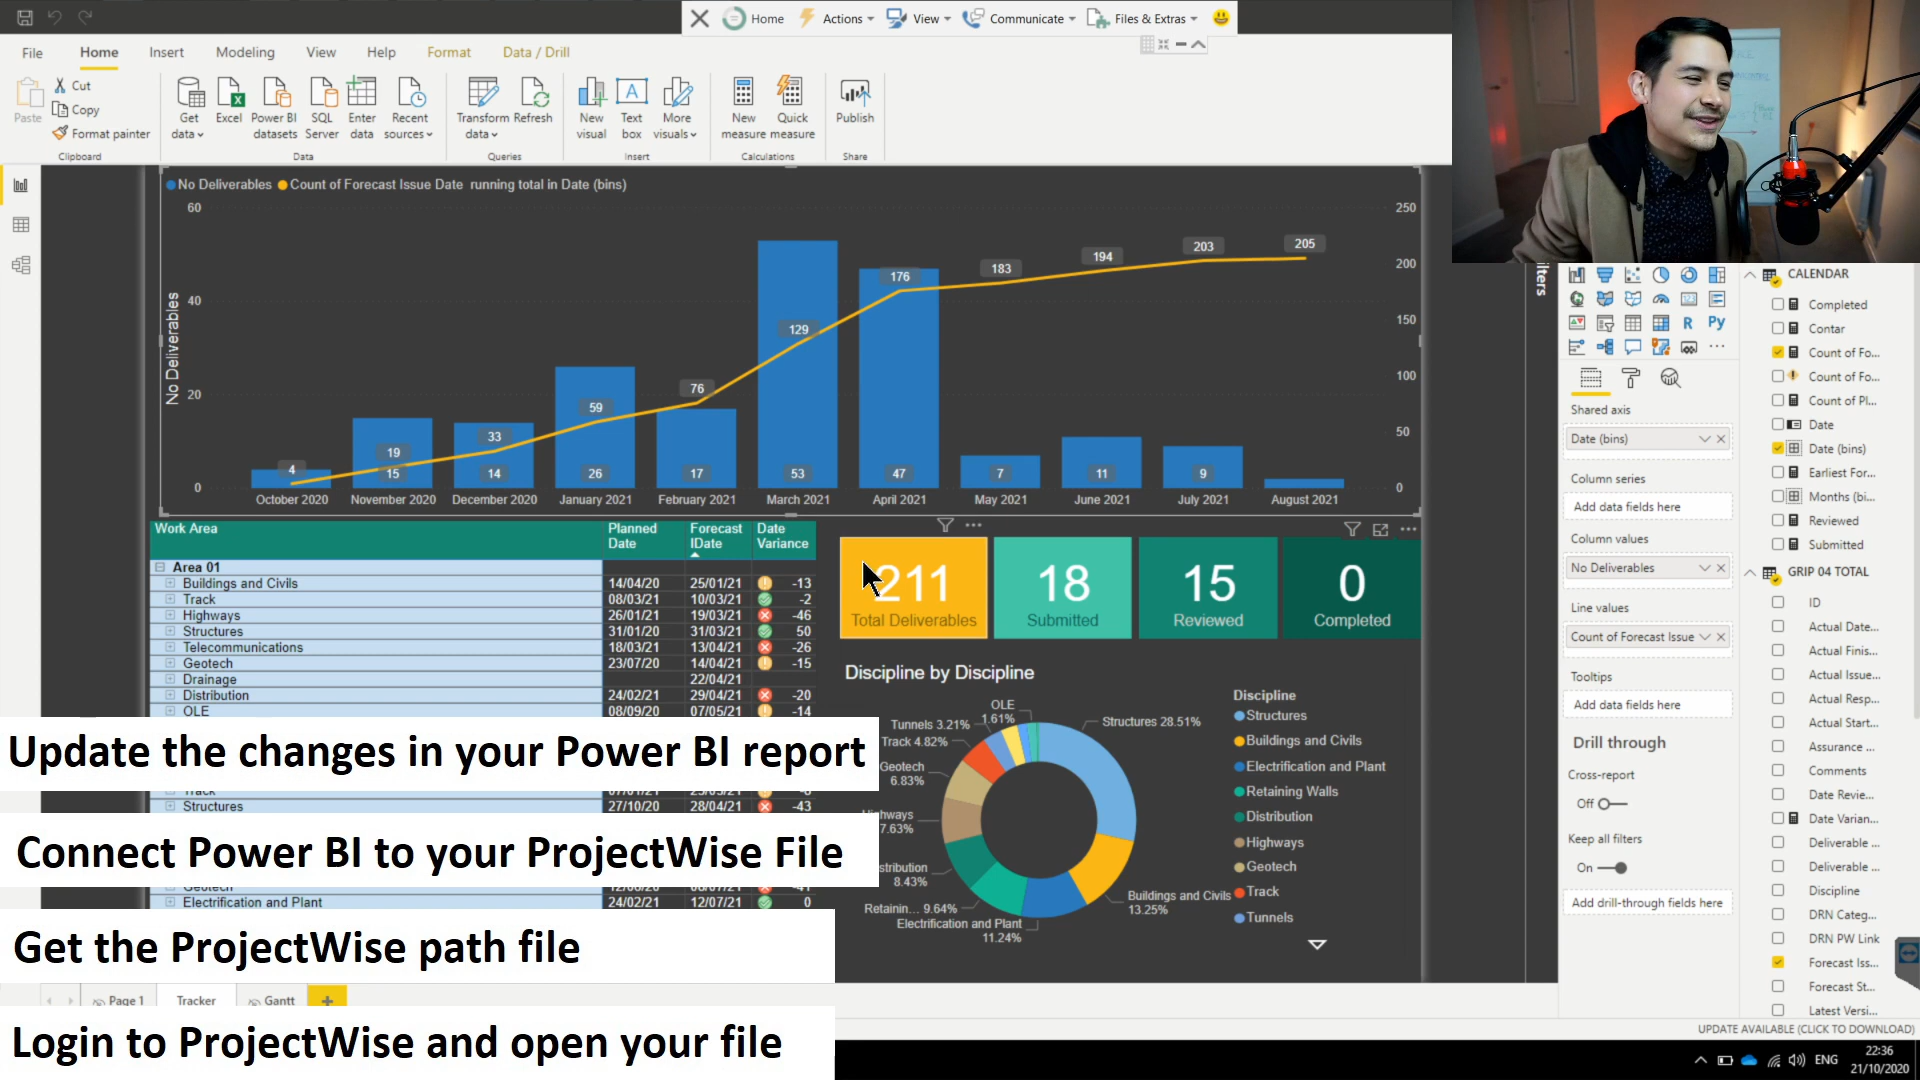 Home Actions View Communicate Files & Extras
File Home Insert Modeling View Help Format Data / Drill
Paste Cut Copy Format painter
Get data Excel Power BI datasets SQL Server Enter data Recent sources
Transform data Refresh
New visual Text box More visuals
New measure Quick measure
Publish
Clipboard Data Queries Insert Calculations Share
No Deliverables Count of Forecast Issue Date running total in Date (bins)
No Deliverables
60 40 20 0
250 200 150 100 50 0
4 19 33 59 76 129 176 183 194 203 205
15 14 26 17 53 47 7 11 9
October 2020 November 2020 December 2020 January 2021 February 2021 March 2021 April 2021 May 2021 June 2021 July 2021 August 2021
Work Area Planned Date Forecast IDate Date Variance
Area 01
Buildings and Civils 14/04/20 25/01/21 -13
Track 08/03/21 10/03/21 -2
Highways 26/01/21 19/03/21 -46
Structures 31/01/20 31/03/21 50
Telecommunications 18/03/21 13/04/21 -26
Geotech 23/07/20 14/04/21 -15
Drainage 22/04/21
Distribution 24/02/21 29/04/21 -20
OLE 08/09/20 07/05/21 -14
Structures 27/10/20 28/04/21 -43
Electrification and Plant 24/02/21 12/07/21 0
211 Total Deliverables
18 Submitted
15 Reviewed
0 Completed
Discipline by Discipline
OLE 1.61%
Tunnels 3.21%
Track 4.82%
Geotech 6.83%
7.63%
8.43%
Retainin... 9.64%
Electrification and Plant 11.24%
Buildings and Civils 13.25%
Structures 28.51%
Discipline
Structures
Buildings and Civils
Electrification and Plant
Retaining Walls
Distribution
Highways
Geotech
Track
Tunnels
Update the changes in your Power BI report
Connect Power BI to your ProjectWise File
Get the ProjectWise path file
Login to ProjectWise and open your file
Page 1 Tracker Gantt +
R Py
Shared axis
Date (bins)
Column series
Add data fields here
Column values
No Deliverables
Line values
Count of Forecast Issue
Tooltips
Add data fields here
Drill through
Cross-report
Off
Keep all filters
On
Add drill-through fields here
CALENDAR
Completed
Contar
Count of Fo...
Count of Fo...
Count of Pl...
Date
Date (bins)
Earliest For...
Months (bi...
Reviewed
Submitted
GRIP 04 TOTAL
ID
Actual Date...
Actual Finis...
Actual Issue...
Actual Resp...
Actual Start...
Assurance ...
Comments
Date Revie...
Date Varian...
Deliverable ...
Deliverable ...
Discipline
DRN Categ...
DRN PW Link
Forecast Iss...
Forecast St...
Latest Versi...
UPDATE AVAILABLE (CLICK TO DOWNLOAD)
ENG 22:36
21/10/2020